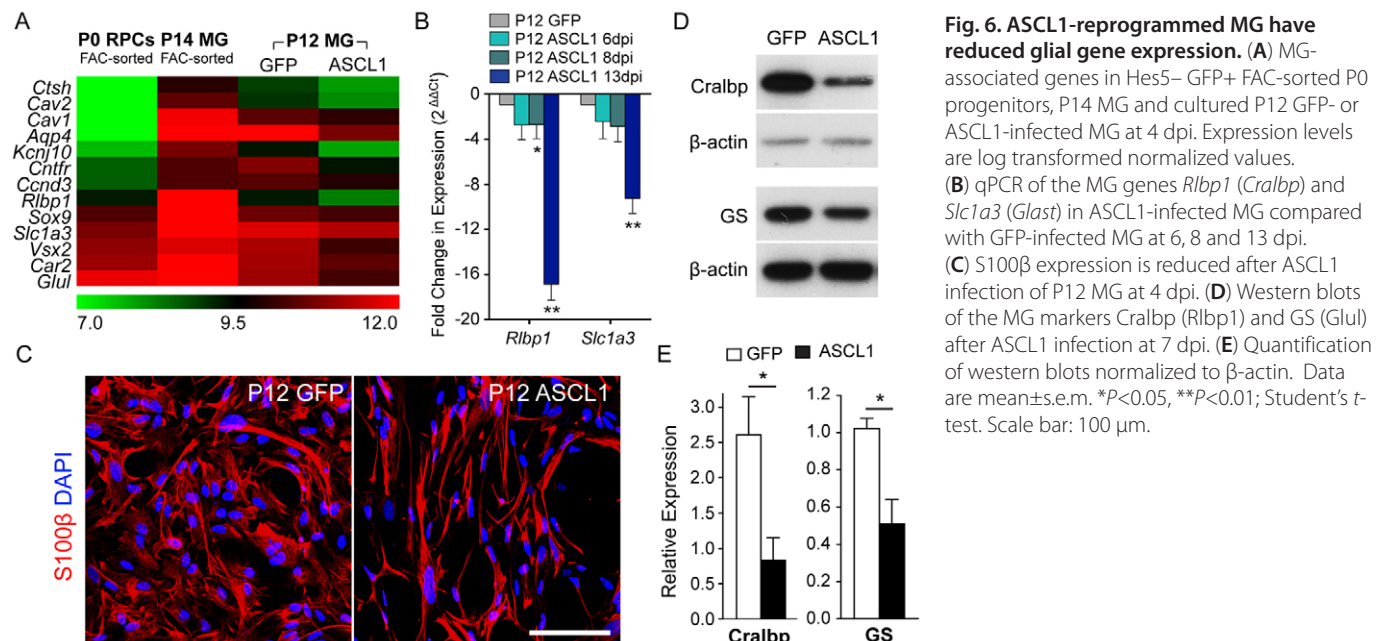 A
P0 RPCs P14 MG P12 MG
FAC-sorted FAC-sorted GFP ASCL1
Ctsh
Cav2
Cav1
Aqp4
Kcnj10
Cntfr
Ccnd3
Rlbp1
Sox9
Slc1a3
Vsx2
Car2
Glul
7.0 9.5 12.0
B
P12 GFP
P12 ASCL1 6dpi
P12 ASCL1 8dpi
P12 ASCL1 13dpi
Fold Change in Expression (2^ΔΔCt)
0
-4
-8
-12
-16
-20
*
**
**
Rlbp1 Slc1a3
C
P12 GFP
P12 ASCL1
S100β DAPI
D
GFP ASCL1
Cralbp
β-actin
GS
β-actin
E
GFP ASCL1
Relative Expression
3.0
2.5
2.0
1.5
1.0
0.5
0.0
*
Cralbp
1.2
1.0
0.8
0.6
0.4
0.2
0.0
*
GS
Fig. 6. ASCL1-reprogrammed MG have
reduced glial gene expression. (A) MG-
associated genes in Hes5– GFP+ FAC-sorted P0
progenitors, P14 MG and cultured P12 GFP- or
ASCL1-infected MG at 4 dpi. Expression levels
are log transformed normalized values.
(B) qPCR of the MG genes Rlbp1 (Cralbp) and
Slc1a3 (Glast) in ASCL1-infected MG compared
with GFP-infected MG at 6, 8 and 13 dpi.
(C) S100β expression is reduced after ASCL1
infection of P12 MG at 4 dpi. (D) Western blots
of the MG markers Cralbp (Rlbp1) and GS (Glul)
after ASCL1 infection at 7 dpi. (E) Quantification
of western blots normalized to β-actin. Data
are mean±s.e.m. *P<0.05, **P<0.01; Student's t-
test. Scale bar: 100 μm.